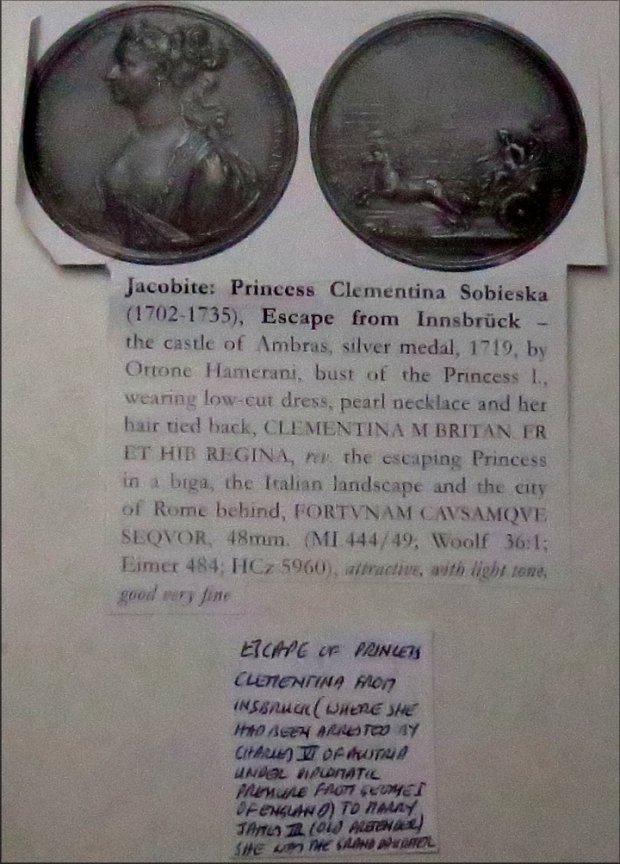 Jacobite: Princess Clementina Sobieska
(1702-1735), Escape from Innsbrück –
the castle of Ambras, silver medal, 1719, by
Ottone Hamerani, bust of the Princess l.,
wearing low-cut dress, pearl necklace and her
hair tied back, CLEMENTINA M BRITAN FR
ET HIB REGINA, rev. the escaping Princess
in a biga, the Italian landscape and the city
of Rome behind, FORTVNAM CAVSAMQVE
SEQVOR, 48mm. (MI 444/49; Woolf 36:1;
Eimer 484; HCz 5960), attractive, with light tone,
good very fine
ESCAPE OF PRINCESS
CLEMENTINA FROM
INSBRUCK (WHERE SHE
HAD BEEN ARRESTED BY
CHARLES VI OF AUSTRIA
UNDER DIPLOMATIC
PRESSURE FROM GEORGE I
OF ENGLAND) TO MARRY
JAMES III (OLD PRETENDER)
SHE WAS THE GRAND DAUGHTER